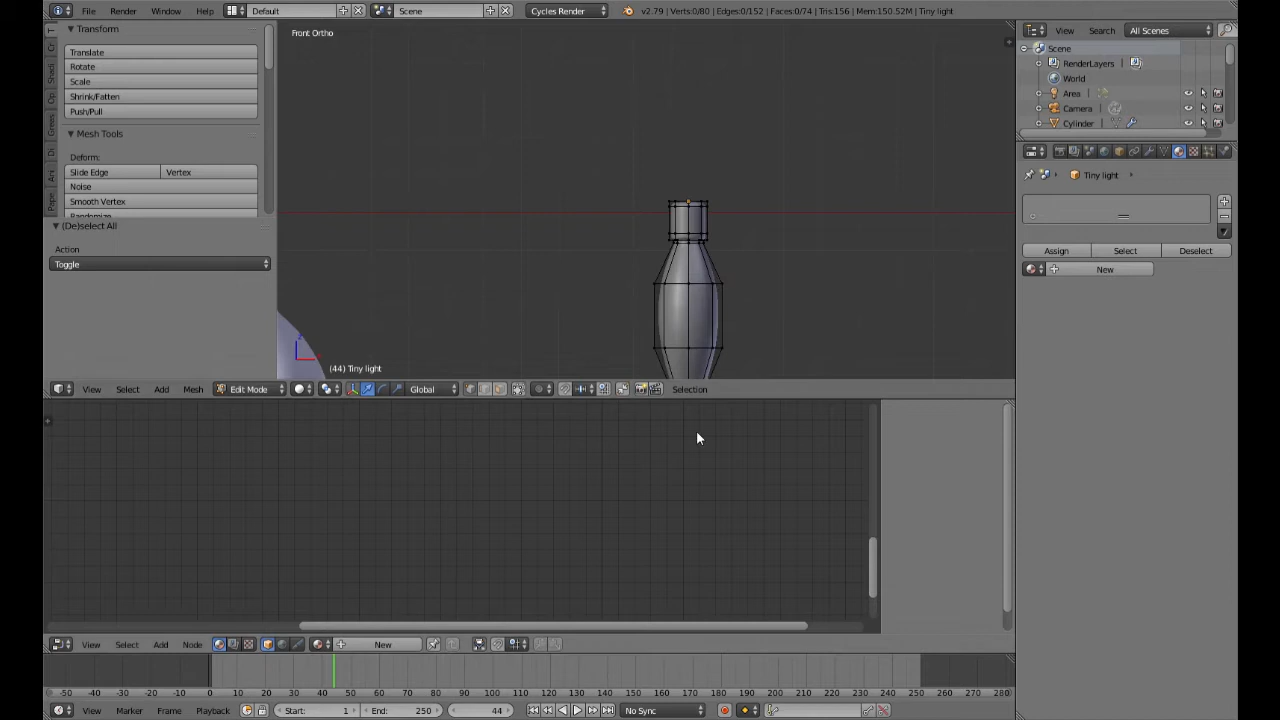 File Render Window Help Default Scene Cycles Render v2.79 | Verts:0/80 | Edges:0/152 | Faces:0/74 | Tris:156 | Mem:150.52M | Tiny light
Transform
Translate
Rotate
Scale
Shrink/Fatten
Push/Pull
Mesh Tools
Deform:
Slide Edge Vertex
Noise
Smooth Vertex
Randomize
(De)select All
Action
Toggle
Front Ortho
(44) Tiny light
View Search All Scenes
Scene
RenderLayers
World
Area
Camera
Cylinder
Tiny light
Assign Select Deselect
New
View Select Add Mesh Edit Mode Global Selection
View Select Add Node New
-50 -40 -30 -20 -10 0 10 20 30 40 50 60 70 80 90 100 110 120 130 140 150 160 170 180 190 200 210 220 230 240 250 260 270 280
View Marker Frame Playback Start: 1 End: 250 44 No Sync